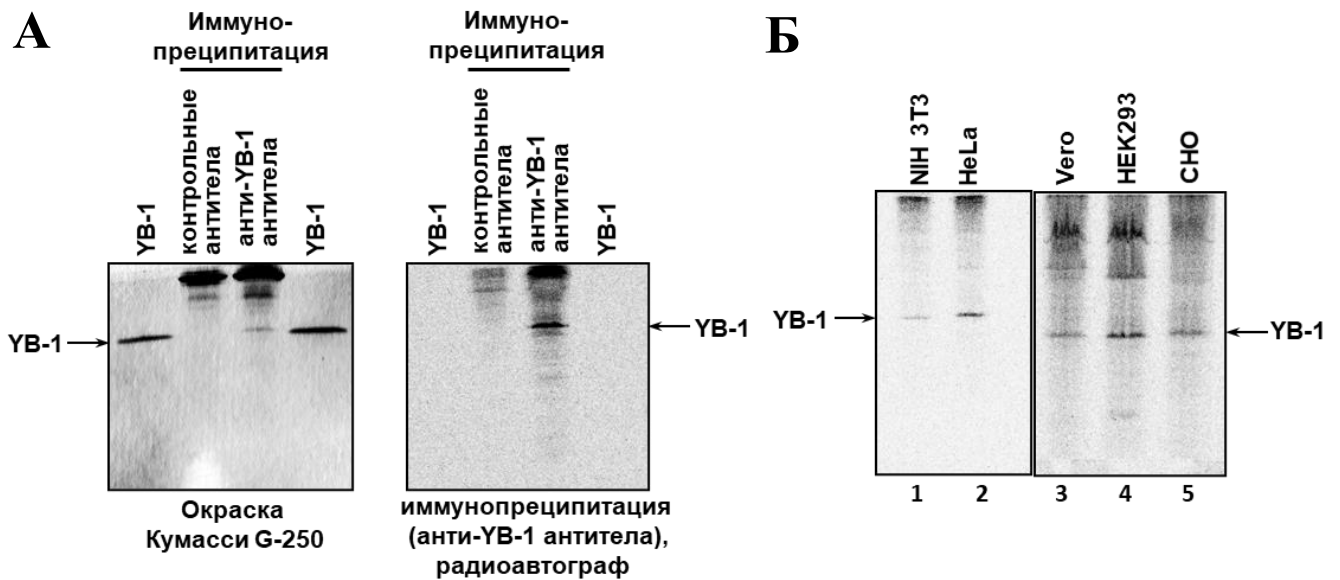 А
Иммуно-
преципитация
YB-1
контрольные
антитела
анти-YB-1
антитела
YB-1
YB-1
Окраска
Кумасси G-250
Иммуно-
преципитация
YB-1
контрольные
антитела
анти-YB-1
антитела
YB-1
YB-1
иммунопреципитация
(анти-YB-1 антитела),
радиоавтограф
Б
NIH 3T3
HeLa
Vero
HEK293
CHO
YB-1
YB-1
1 2 3 4 5